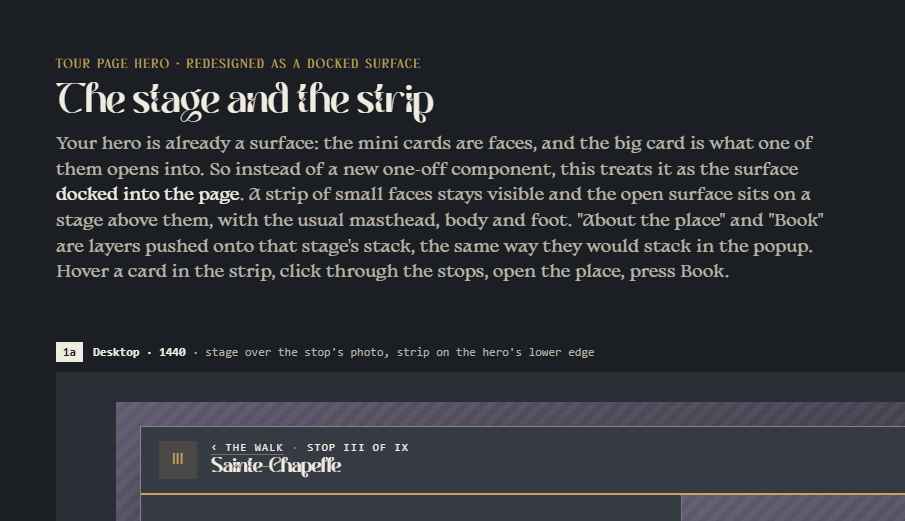 TOUR PAGE HERO · REDESIGNED AS A DOCKED SURFACE
The stage and the strip
Your hero is already a surface: the mini cards are faces, and the big card is what one of
them opens into. So instead of a new one-off component, this treats it as the surface
docked into the page. A strip of small faces stays visible and the open surface sits on a
stage above them, with the usual masthead, body and foot. "About the place" and "Book"
are layers pushed onto that stage's stack, the same way they would stack in the popup.
Hover a card in the strip, click through the stops, open the place, press Book.
1a Desktop · 1440 · stage over the stop's photo, strip on the hero's lower edge
III ‹ THE WALK · STOP III OF IX
Sainte-Chapelle